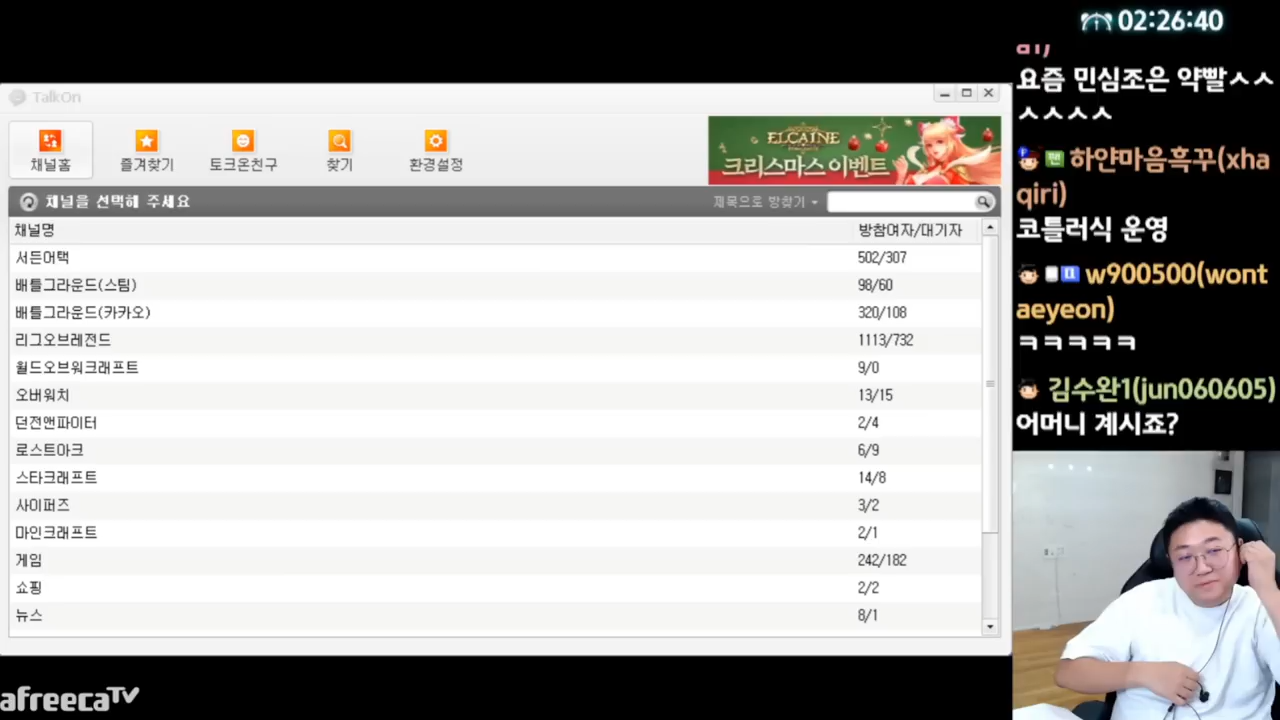 02:26:40
TalkOn
채널홈
즐겨찾기
토크온친구
찾기
환경설정
ELCAINE
크리스마스 이벤트
채널을 선택해 주세요
제목으로 방찾기
채널명 방참여자/대기자
서든어택 502/307
배틀그라운드(스팀) 98/60
배틀그라운드(카카오) 320/108
리그오브레전드 1113/732
월드오브워크래프트 9/0
오버워치 13/15
던전앤파이터 2/4
로스트아크 6/9
스타크래프트 14/8
사이퍼즈 3/2
마인크래프트 2/1
게임 242/182
쇼핑 2/2
뉴스 8/1
요즘 민심조은 약빨ㅅㅅ
ㅅㅅㅅㅅ
팬 하얀마음흑꾸(xha
qiri)
코틀러식 운영
w900500(wont
aeyeon)
ㅋㅋㅋㅋㅋ
김수완1(jun060605)
어머니 계시죠?
afreecaTV